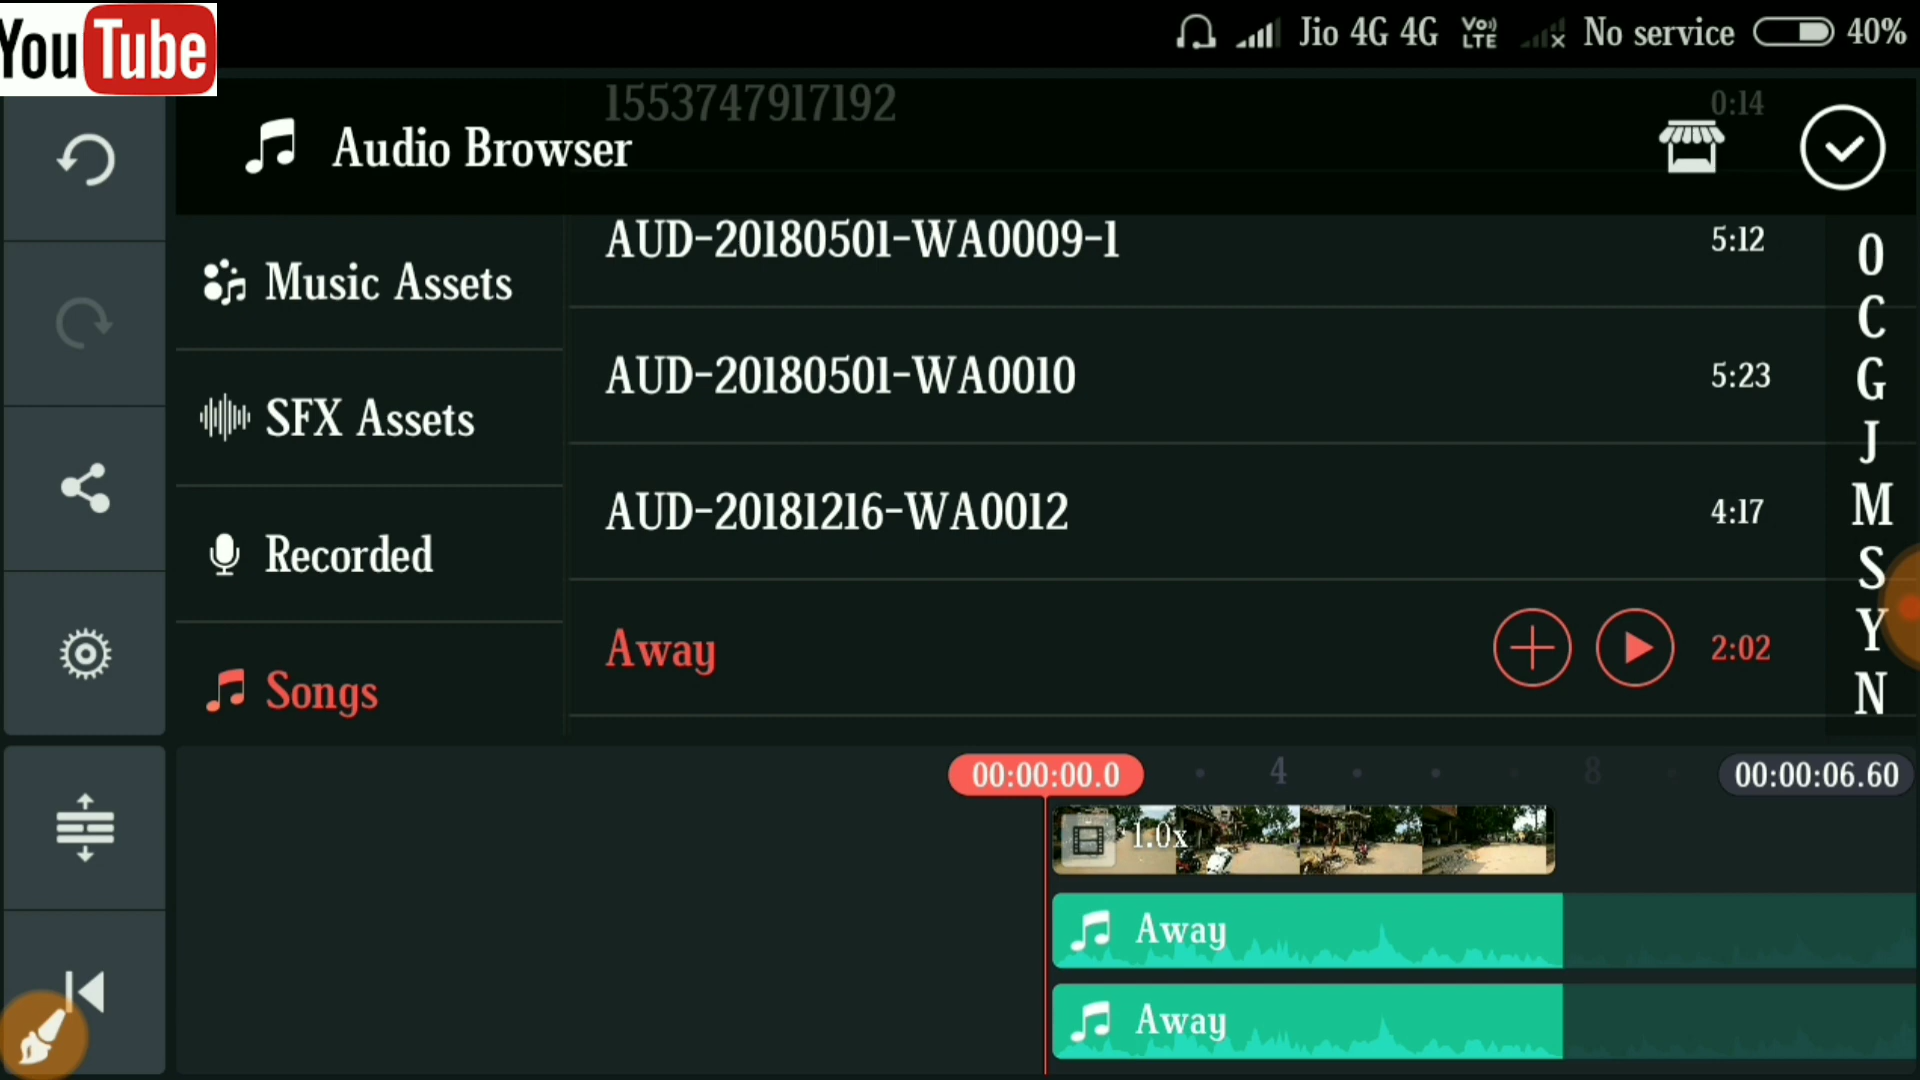 YouTube
Jio 4G 4G
Vo))
LTE
No service
40%
1553747917192
0:14
Audio Browser
Music Assets
SFX Assets
Recorded
Songs
AUD-20180501-WA0009-1
5:12
AUD-20180501-WA0010
5:23
AUD-20181216-WA0012
4:17
Away
2:02
0
C
G
J
M
S
Y
N
00:00:00.0
4
8
00:00:06.60
1.0x
Away
Away